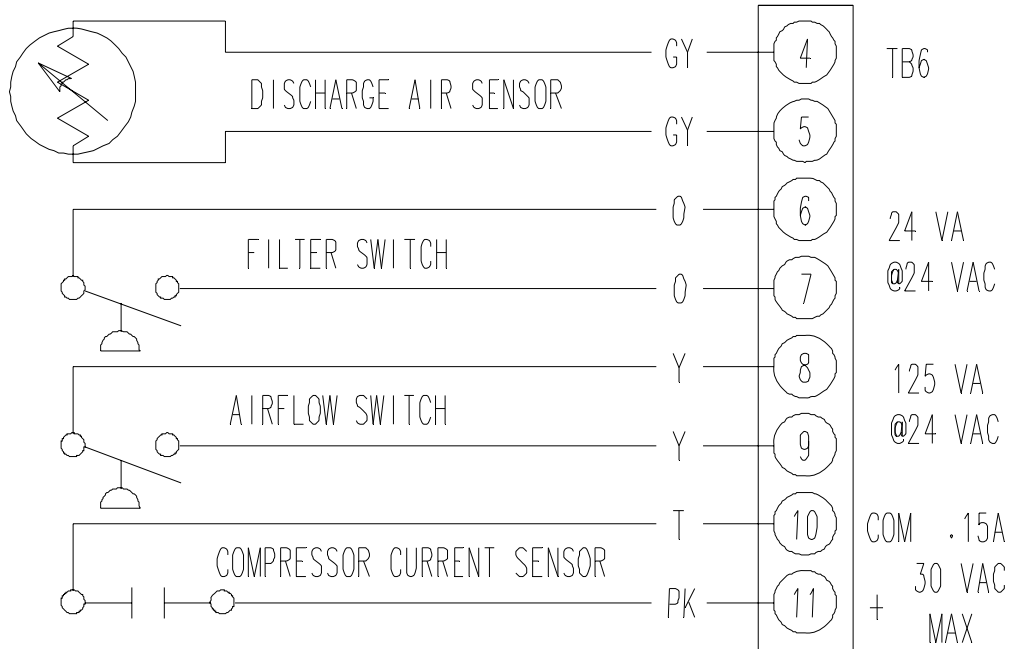 GY 4 TB6
DISCHARGE AIR SENSOR
GY 5
O 6
24 VA
FILTER SWITCH
@24 VAC
O 7
Y 8
125 VA
AIRFLOW SWITCH
@24 VAC
Y 9
T 10 COM .15A
COMPRESSOR CURRENT SENSOR
30 VAC
PK 11 +
MAX